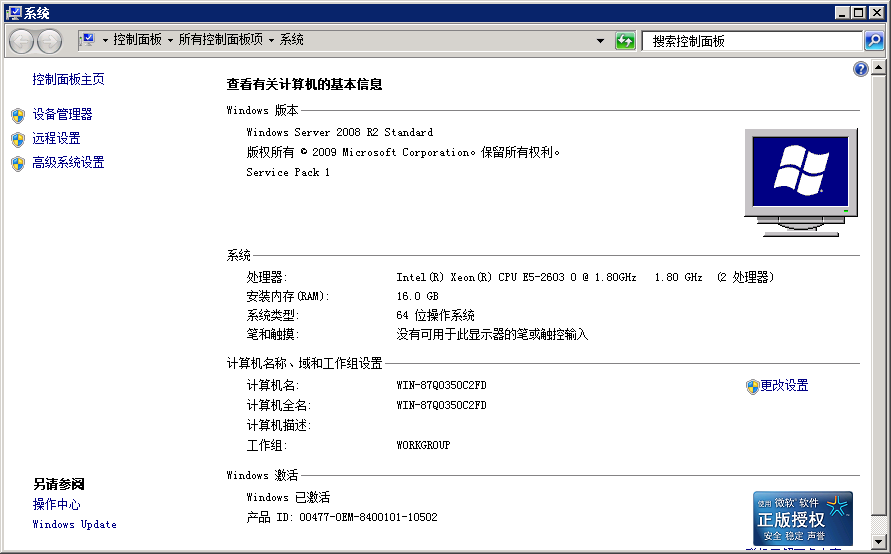 系统
控制面板 所有控制面板项 系统
搜索控制面板
控制面板主页
设备管理器
远程设置
高级系统设置
查看有关计算机的基本信息
Windows 版本
Windows Server 2008 R2 Standard
版权所有 © 2009 Microsoft Corporation。保留所有权利。
Service Pack 1
系统
处理器: Intel(R) Xeon(R) CPU E5-2603 0 @ 1.80GHz 1.80 GHz (2 处理器)
安装内存(RAM): 16.0 GB
系统类型: 64 位操作系统
笔和触摸: 没有可用于此显示器的笔或触控输入
计算机名称、域和工作组设置
计算机名: WIN-87Q0350C2FD 更改设置
计算机全名: WIN-87Q0350C2FD
计算机描述:
工作组: WORKGROUP
Windows 激活
Windows 已激活
产品 ID: 00477-OEM-8400101-10502
另请参阅
操作中心
Windows Update
使用 微软 软件
正版授权
安全 稳定 声誉